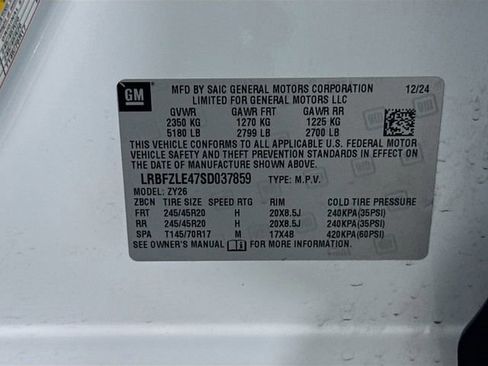 GM
MFD BY SAIC GENERAL MOTORS CORPORATION 12/24
LIMITED FOR GENERAL MOTORS LLC
GVWR GAWR FRT GAWR RR
2350 KG 1270 KG 1225 KG
5180 LB 2799 LB 2700 LB
THIS VEHICLE CONFORMS TO ALL APPLICABLE U.S. FEDERAL MOTOR
VEHICLE SAFETY AND THEFT PREVENTION STANDARDS IN EFFECT ON
THE DATE OF MANUFACTURE SHOWN ABOVE.
LRBFZLE47SD037859 TYPE: M.P.V.
MODEL: ZY26
ZBCN TIRE SIZE SPEED RTG RIM COLD TIRE PRESSURE
FRT 245/45R20 H 20X8.5J 240KPA(35PSI)
RR 245/45R20 H 20X8.5J 240KPA(35PSI)
SPA T145/70R17 M 17X4B 420KPA(60PSI)
SEE OWNER'S MANUAL FOR MORE INFORMATION.